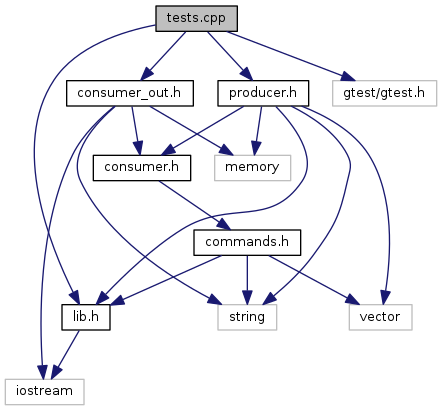 tests.cpp
consumer_out.h
producer.h
gtest/gtest.h
consumer.h
memory
commands.h
lib.h
string
vector
iostream